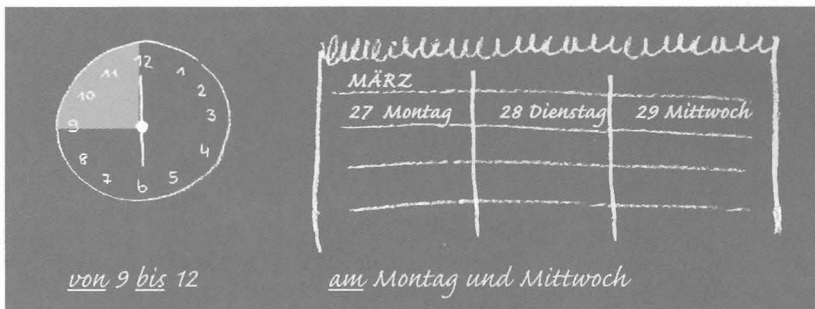 12
11 1
10 2
9 3
8 4
7 5
6
von 9 bis 12
MÄRZ
27 Montag 28 Dienstag 29 Mittwoch
am Montag und Mittwoch